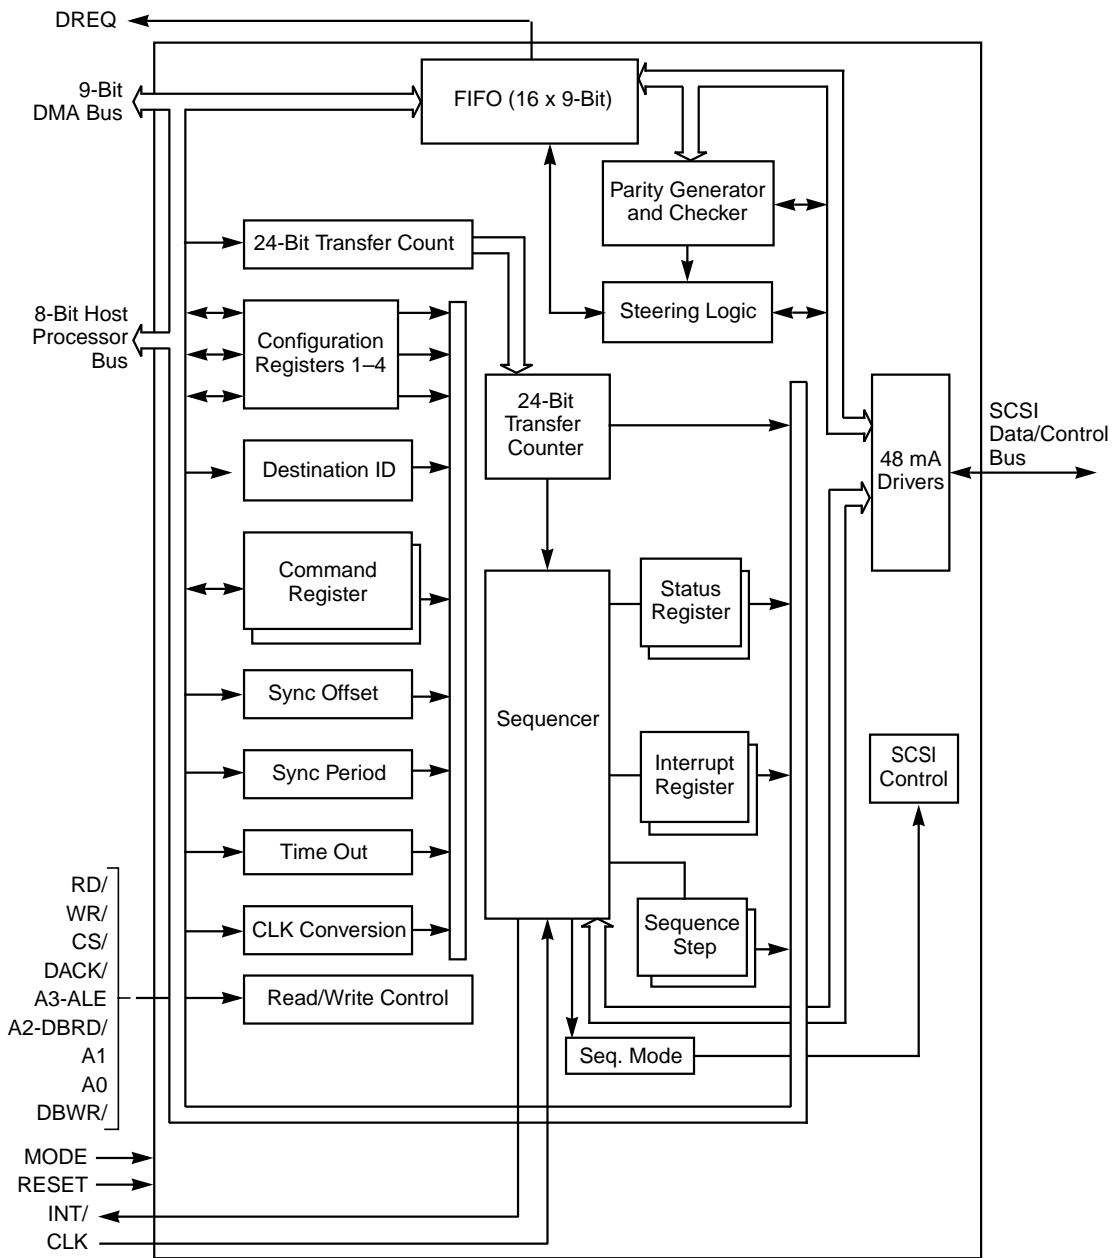 DREQ
9-Bit
DMA Bus
FIFO (16 x 9-Bit)
Parity Generator
and Checker
24-Bit Transfer Count
8-Bit Host
Processor
Bus
Configuration
Registers 1–4
Steering Logic
24-Bit
Transfer
Counter
SCSI
Data/Control
Bus
48 mA
Drivers
Destination ID
Command
Register
Status
Register
Sync Offset
Sequencer
Sync Period
Interrupt
Register
SCSI
Control
Time Out
RD/
WR/
CS/
DACK/
A3-ALE
A2-DBRD/
A1
A0
DBWR/
CLK Conversion
Sequence
Step
Read/Write Control
Seq. Mode
MODE
RESET
INT/
CLK